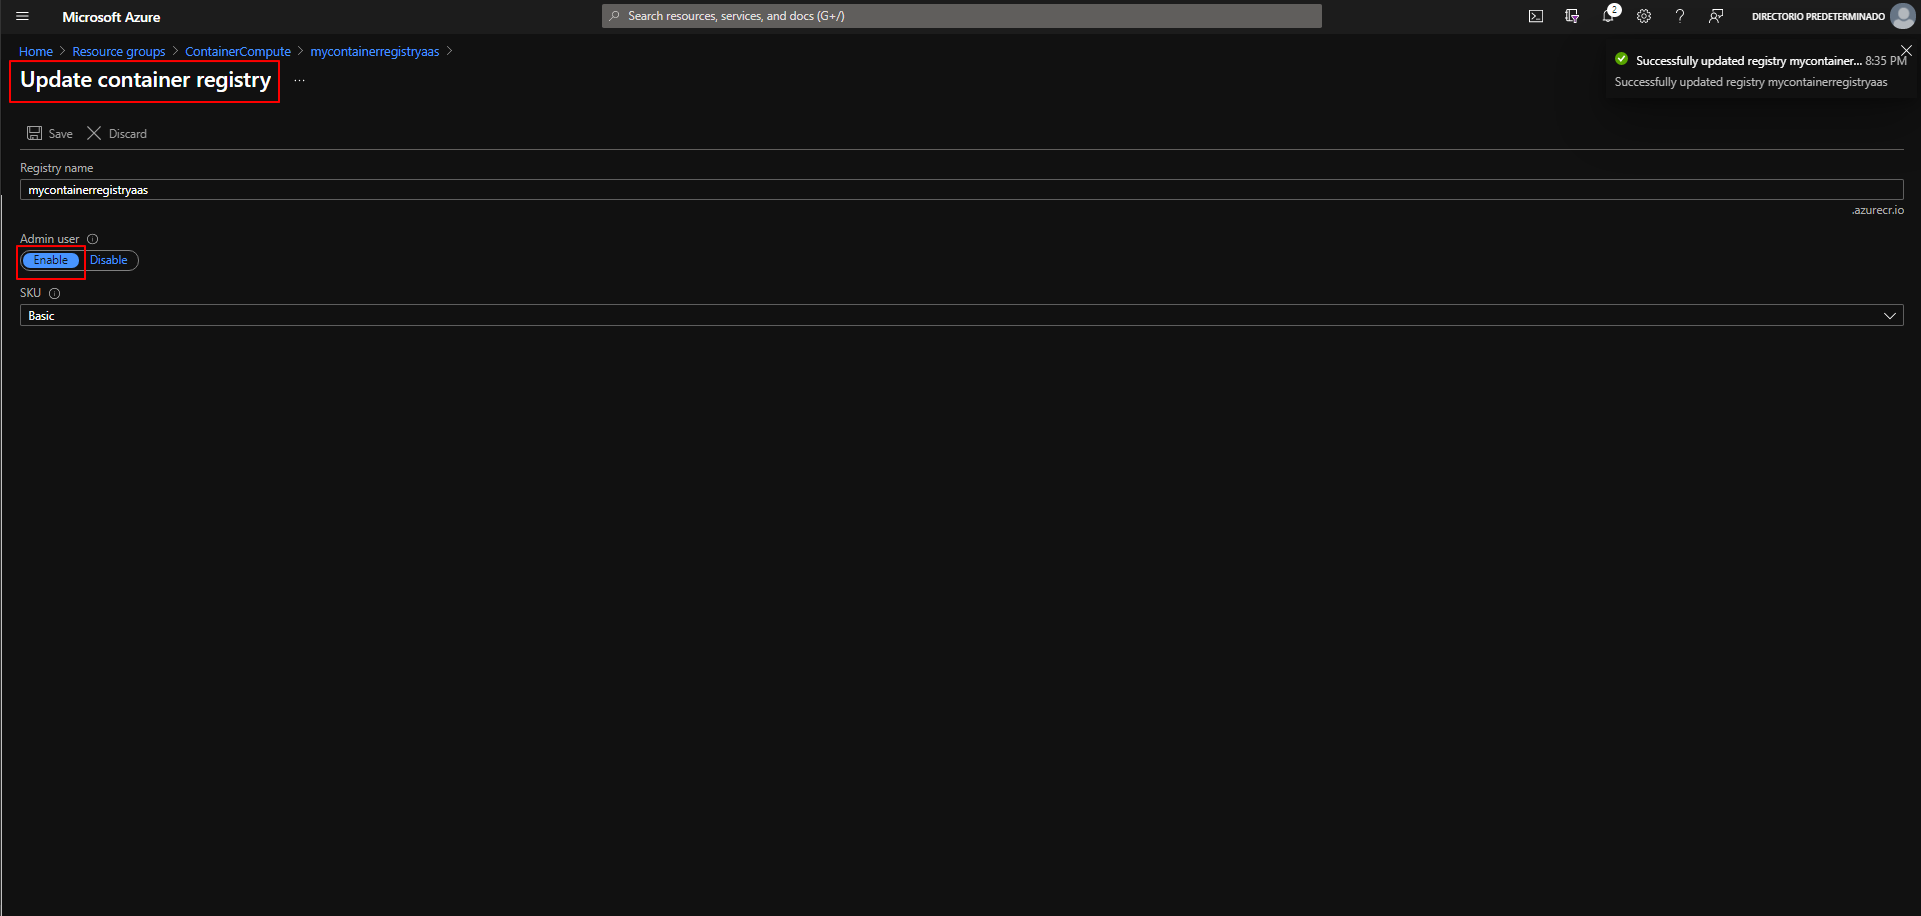 Microsoft Azure
Search resources, services, and docs (G+/)
2
DIRECTORIO PREDETERMINADO
Home > Resource groups > ContainerCompute > mycontainerregistryaas >
Update container registry ...
Successfully updated registry mycontainer... 8:35 PM
Successfully updated registry mycontainerregistryaas
Save Discard
Registry name
mycontainerregistryaas
.azurecr.io
Admin user
Enable Disable
SKU
Basic